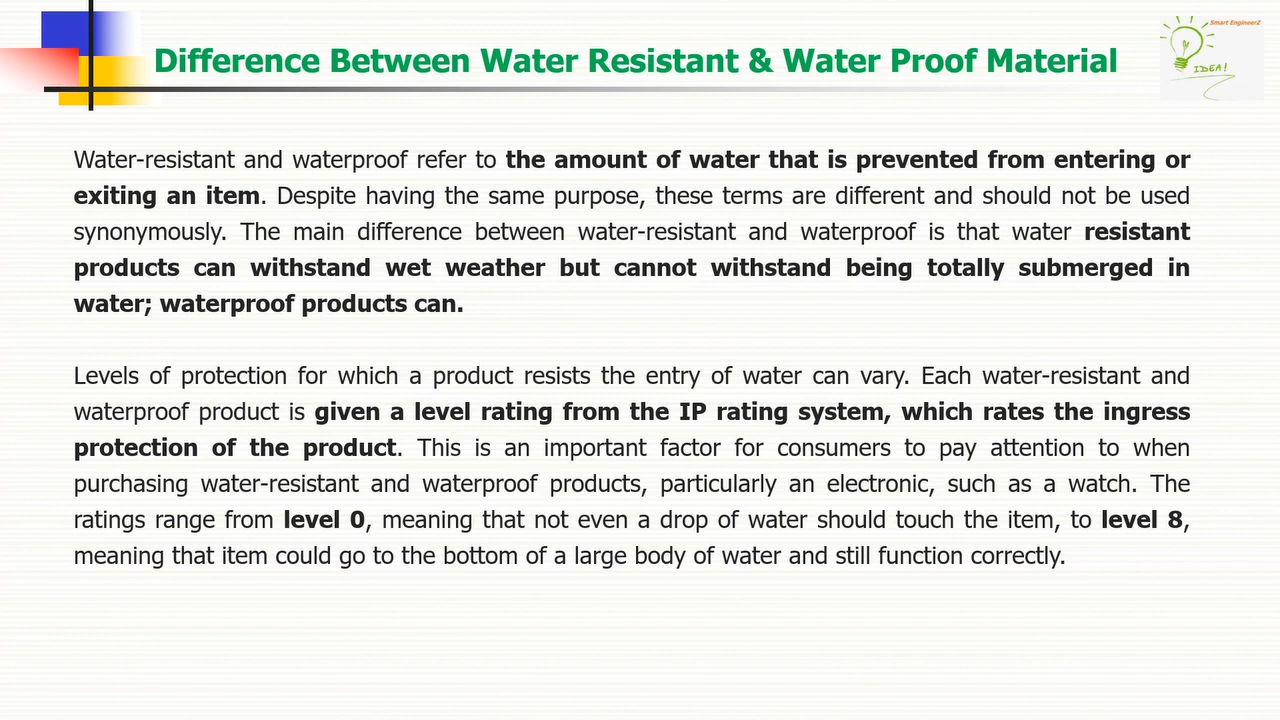 Difference Between Water Resistant & Water Proof Material
Smart EngineerZ
IDEA!
Water-resistant and waterproof refer to the amount of water that is prevented from entering or
exiting an item. Despite having the same purpose, these terms are different and should not be used
synonymously. The main difference between water-resistant and waterproof is that water resistant
products can withstand wet weather but cannot withstand being totally submerged in
water; waterproof products can.
Levels of protection for which a product resists the entry of water can vary. Each water-resistant and
waterproof product is given a level rating from the IP rating system, which rates the ingress
protection of the product. This is an important factor for consumers to pay attention to when
purchasing water-resistant and waterproof products, particularly an electronic, such as a watch. The
ratings range from level 0, meaning that not even a drop of water should touch the item, to level 8,
meaning that item could go to the bottom of a large body of water and still function correctly.